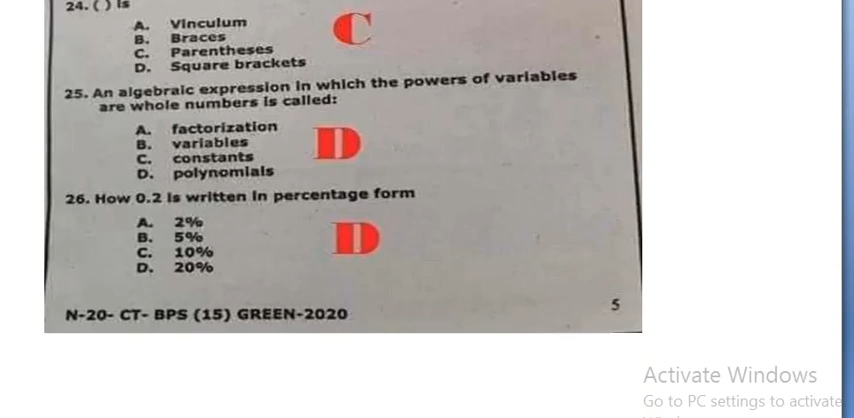 24. ( ) is
A. Vinculum
B. Braces
C. Parentheses
D. Square brackets
C
25. An algebraic expression in which the powers of variables
are whole numbers is called:
A. factorization
B. variables
C. constants
D. polynomials
D
26. How 0.2 is written in percentage form
A. 2%
B. 5%
C. 10%
D. 20%
D
N-20- CT- BPS (15) GREEN-2020
5
Activate Windows
Go to PC settings to activate